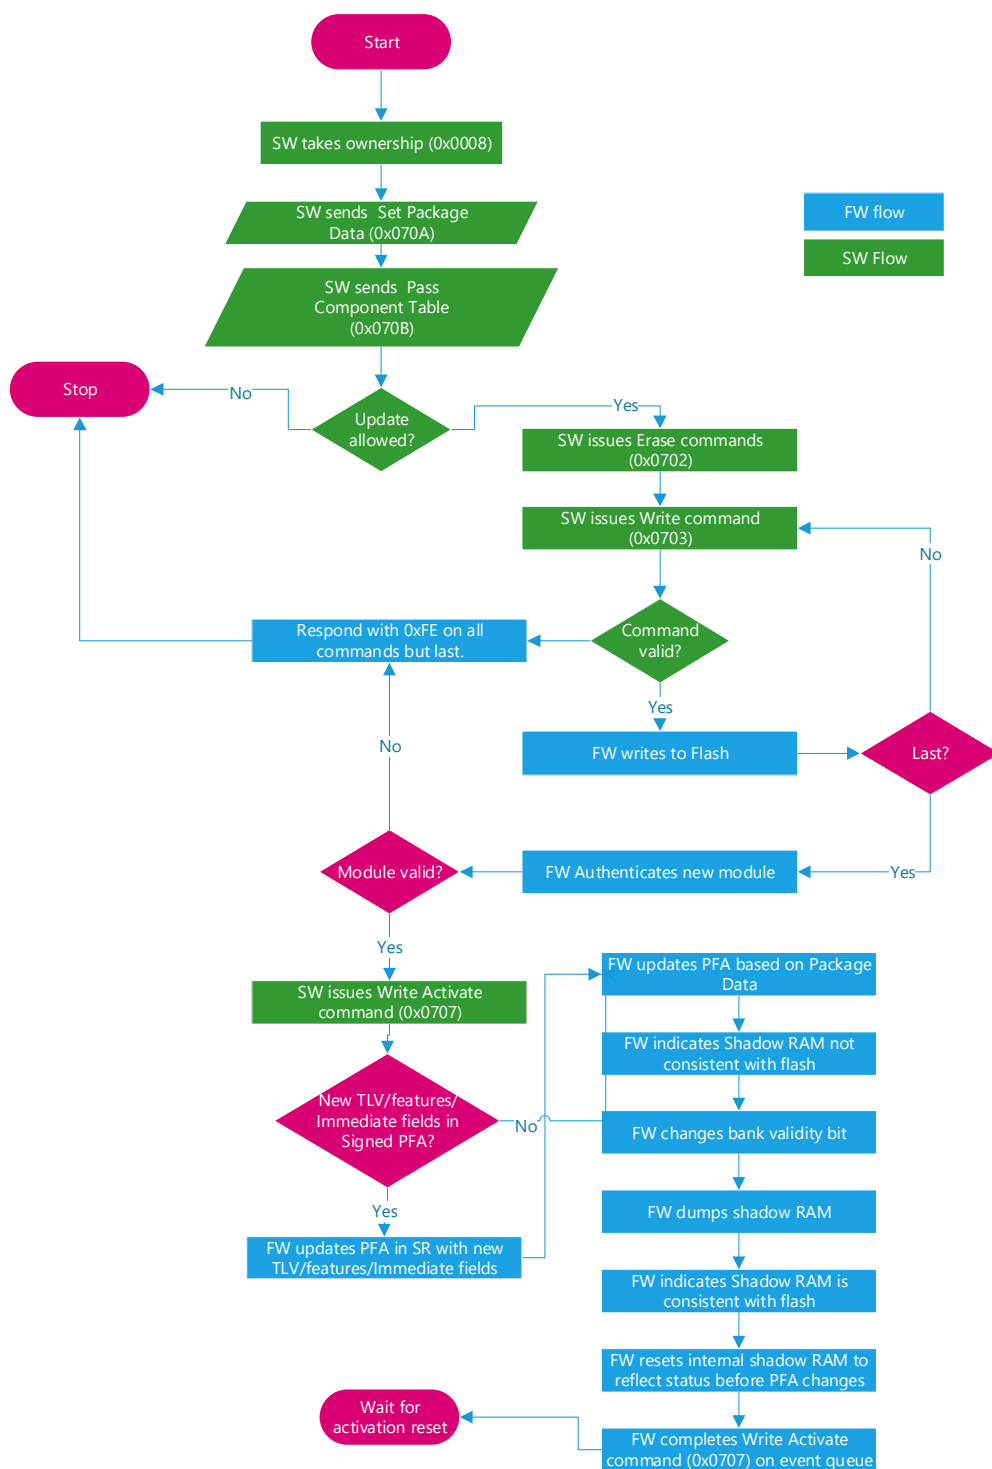 Start
SW takes ownership (0x0008)
SW sends  Set Package
Data (0x070A)
FW flow
SW Flow
SW sends  Pass
Component Table
(0x070B)
Stop
No
Update
allowed?
Yes
SW issues Erase commands
(0x0702)
SW issues Write command
(0x0703)
No
Respond with 0xFE on all
commands but last.
Command
valid?
Yes
FW writes to Flash
Last?
No
Module valid?
FW Authenticates new module
Yes
Yes
SW issues Write Activate
command (0x0707)
New TLV/features/
Immediate fields in
Signed PFA?
No
Yes
FW updates PFA in SR with new
TLV/features/Immediate fields
FW updates PFA based on Package
Data
FW indicates Shadow RAM not
consistent with flash
FW changes bank validity bit
FW dumps shadow RAM
FW indicates Shadow RAM is
consistent with flash
FW resets internal shadow RAM to
reflect status before PFA changes
FW completes Write Activate
command (0x0707) on event queue
Wait for
activation reset